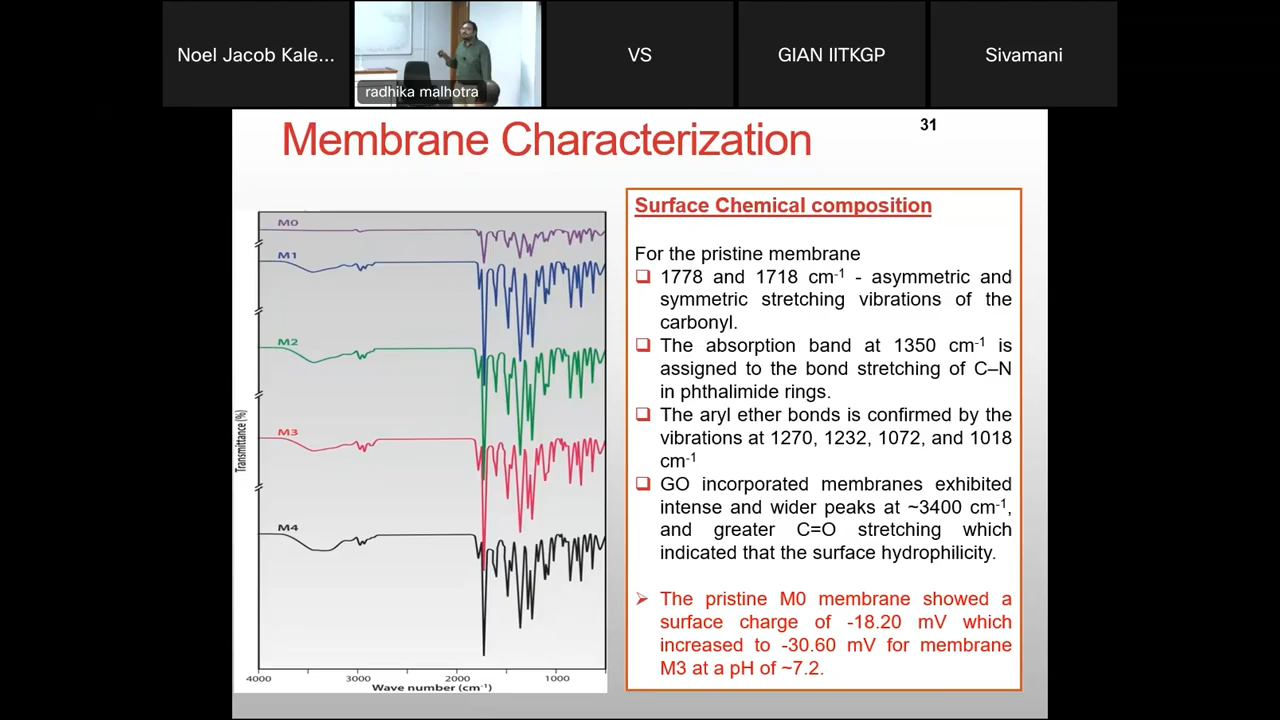 Noel Jacob Kale...
radhika malhotra
VS
GIAN IITKGP
Sivamani
31
Membrane Characterization
M0
M1
M2
M3
M4
Transmittance (%)
4000 3000 2000 1000
Wave number (cm⁻¹)
Surface Chemical composition
For the pristine membrane
❑ 1778 and 1718 cm⁻¹ - asymmetric and
symmetric stretching vibrations of the
carbonyl.
❑ The absorption band at 1350 cm⁻¹ is
assigned to the bond stretching of C–N
in phthalimide rings.
❑ The aryl ether bonds is confirmed by the
vibrations at 1270, 1232, 1072, and 1018
cm⁻¹
❑ GO incorporated membranes exhibited
intense and wider peaks at ~3400 cm⁻¹,
and greater C=O stretching which
indicated that the surface hydrophilicity.
➢ The pristine M0 membrane showed a
surface charge of -18.20 mV which
increased to -30.60 mV for membrane
M3 at a pH of ~7.2.